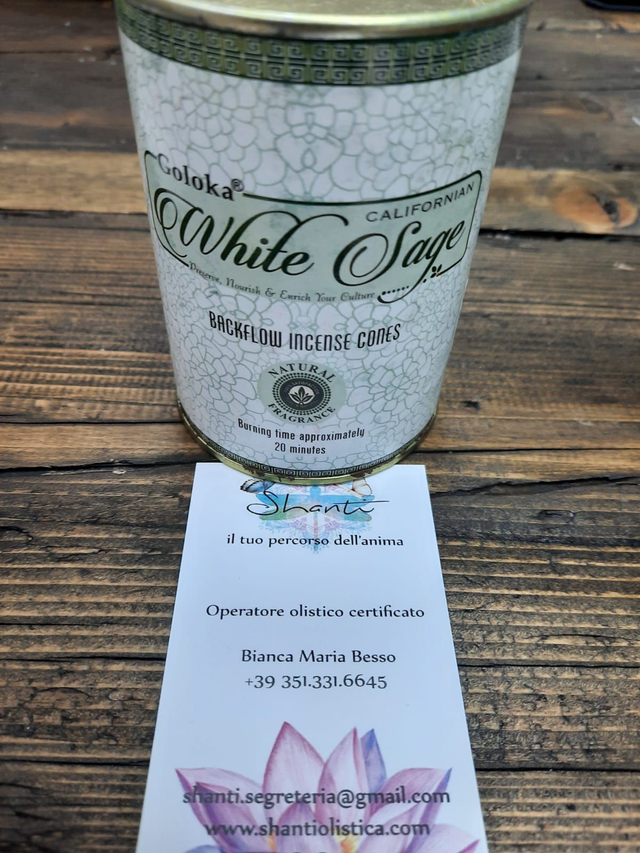 Goloka®
CALIFORNIAN
White Sage
Preserve, Nourish & Enrich Your Culture
BACKFLOW INCENSE CONES
NATURAL
FRAGRANCE
Burning time approximately
20 minutes
Shanti
il tuo percorso dell'anima
Operatore olistico certificato
Bianca Maria Besso
+39 351.331.6645
shanti.segreteria@gmail.com
www.shantiolistica.com